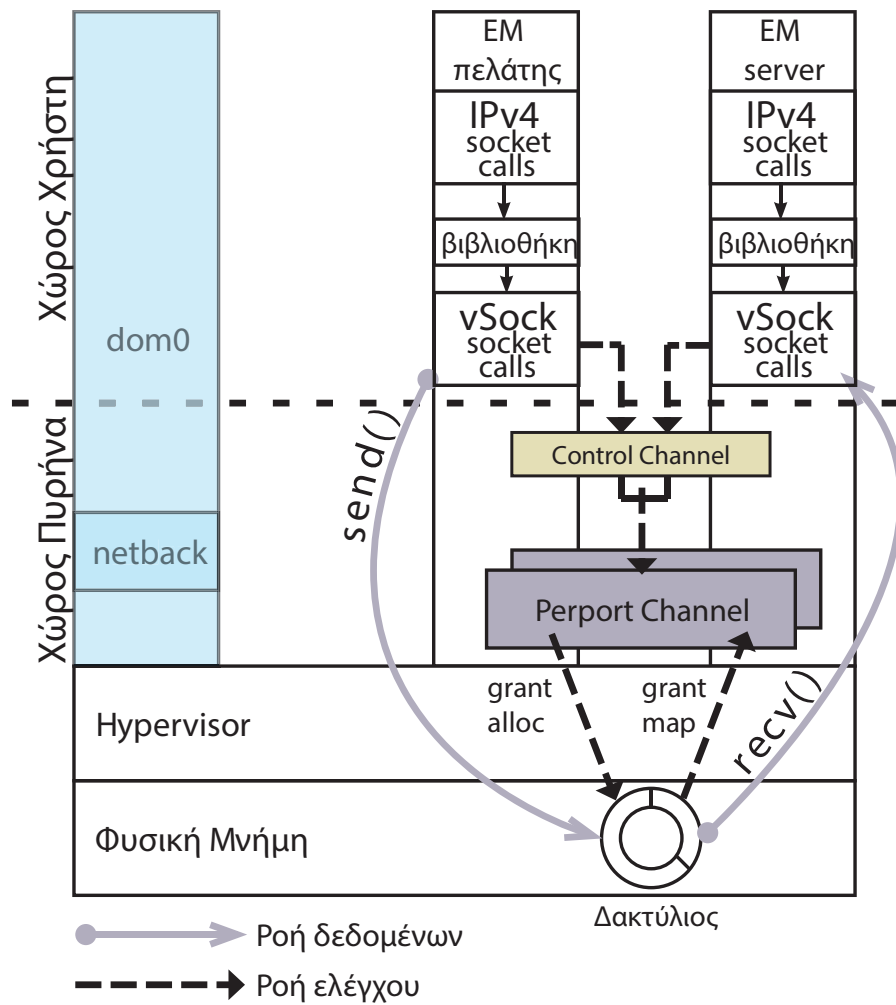 EM
πελάτης
IPv4
socket
calls
βιβλιοθήκη
vSock
socket
calls
EM
server
IPv4
socket
calls
βιβλιοθήκη
vSock
socket
calls
Χώρος Χρήστη
dom0
Χώρος Πυρήνα
netback
send()
Control Channel
Perport Channel
grant
alloc
grant
map
recv()
Hypervisor
Φυσική Μνήμη
Δακτύλιος
Ροή δεδομένων
Ροή ελέγχου